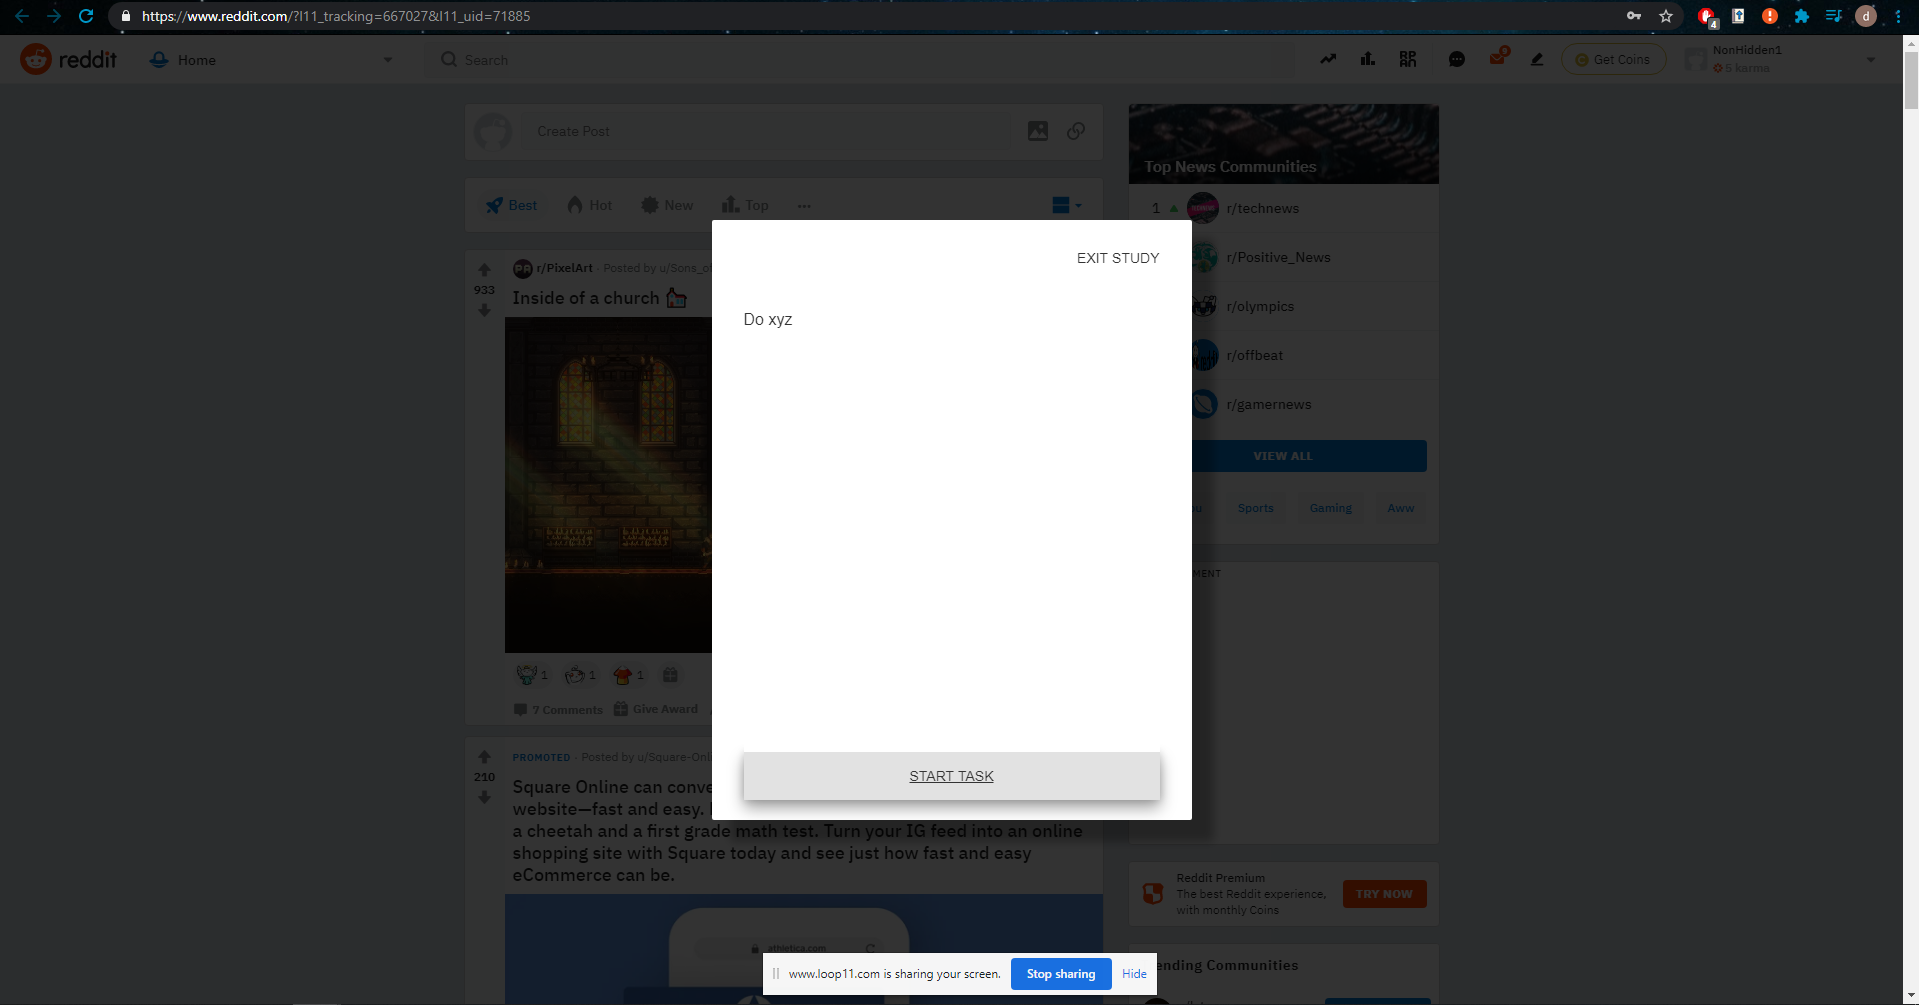 https://www.reddit.com/?l11_tracking=667027&l11_uid=71885
4
d
reddit
Home
Search
9
Get Coins
NonHidden1
5 karma
Create Post
Best
Hot
New
Top
r/PixelArt · Posted by u/Sons_of
933
Inside of a church
1
1
1
7 Comments
Give Award
210
PROMOTED · Posted by u/Square-Onli
Square Online can conve
website—fast and easy.
a cheetah and a first grade math test. Turn your IG feed into an online
shopping site with Square today and see just how fast and easy
eCommerce can be.
athletica.com
EXIT STUDY
Do xyz
START TASK
www.loop11.com is sharing your screen.
Stop sharing
Hide
Top News Communities
1
r/technews
r/Positive_News
r/olympics
r/offbeat
r/gamernews
VIEW ALL
ou
Sports
Gaming
Aww
MENT
Reddit Premium
The best Reddit experience,
with monthly Coins
TRY NOW
ending Communities